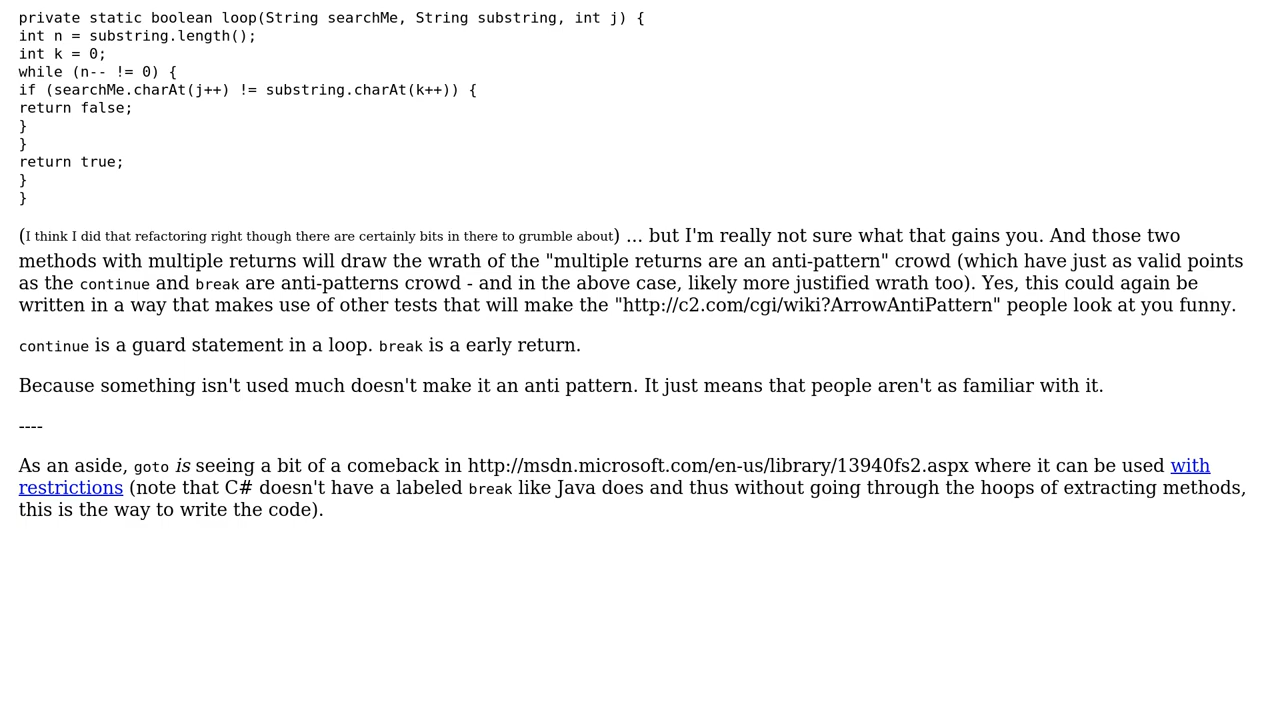 private static boolean loop(String searchMe, String substring, int j) {
int n = substring.length();
int k = 0;
while (n-- != 0) {
if (searchMe.charAt(j++) != substring.charAt(k++)) {
return false;
}
}
return true;
}
}
(I think I did that refactoring right though there are certainly bits in there to grumble about) ... but I'm really not sure what that gains you. And those two
methods with multiple returns will draw the wrath of the "multiple returns are an anti-pattern" crowd (which have just as valid points
as the continue and break are anti-patterns crowd - and in the above case, likely more justified wrath too). Yes, this could again be
written in a way that makes use of other tests that will make the "http://c2.com/cgi/wiki?ArrowAntiPattern" people look at you funny.
continue is a guard statement in a loop. break is a early return.
Because something isn't used much doesn't make it an anti pattern. It just means that people aren't as familiar with it.
----
As an aside, goto is seeing a bit of a comeback in http://msdn.microsoft.com/en-us/library/13940fs2.aspx where it can be used with
restrictions (note that C# doesn't have a labeled break like Java does and thus without going through the hoops of extracting methods,
this is the way to write the code).